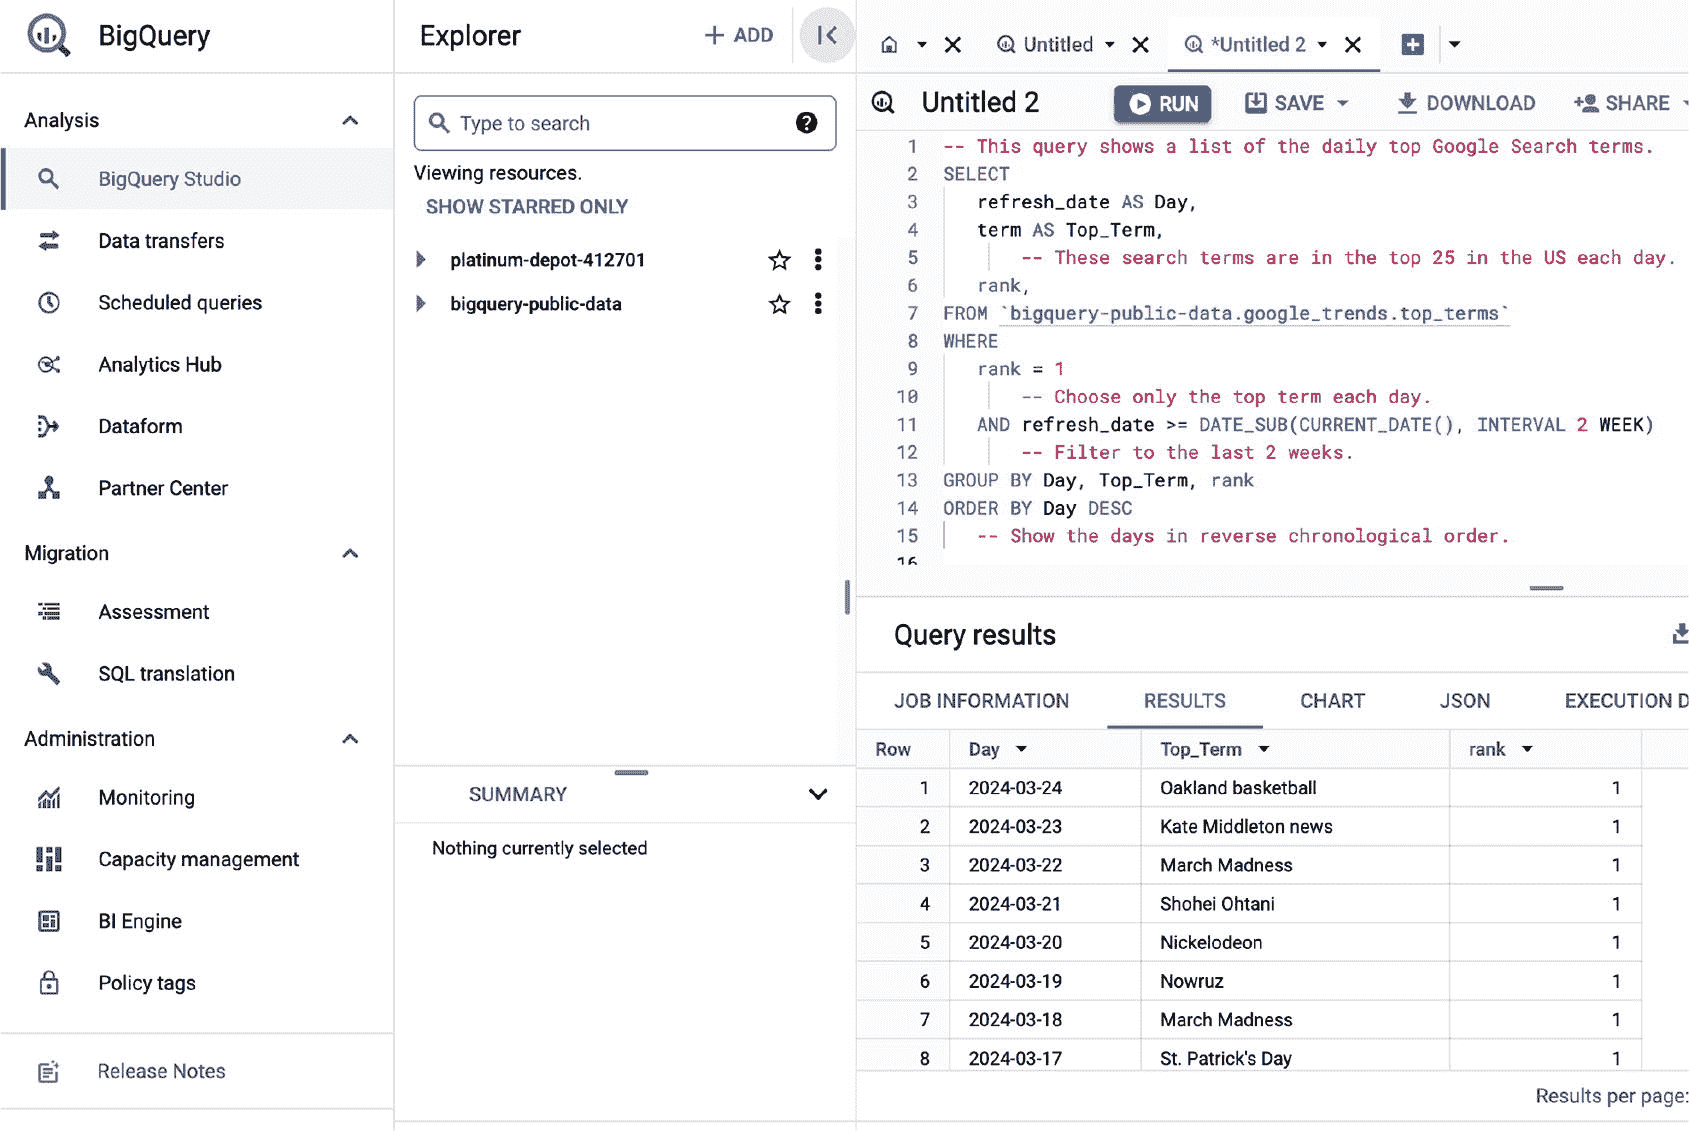 BigQuery
Analysis
BigQuery Studio
Data transfers
Scheduled queries
Analytics Hub
Dataform
Partner Center
Migration
Assessment
SQL translation
Administration
Monitoring
Capacity management
BI Engine
Policy tags
Release Notes
Explorer
+ ADD
Type to search
?
Viewing resources.
SHOW STARRED ONLY
platinum-depot-412701
bigquery-public-data
SUMMARY
Nothing currently selected
Untitled
*Untitled 2
Untitled 2
RUN
SAVE
DOWNLOAD
SHARE
1 -- This query shows a list of the daily top Google Search terms.
2 SELECT
3 refresh_date AS Day,
4 term AS Top_Term,
5 -- These search terms are in the top 25 in the US each day.
6 rank,
7 FROM `bigquery-public-data.google_trends.top_terms`
8 WHERE
9 rank = 1
10 -- Choose only the top term each day.
11 AND refresh_date >= DATE_SUB(CURRENT_DATE(), INTERVAL 2 WEEK)
12 -- Filter to the last 2 weeks.
13 GROUP BY Day, Top_Term, rank
14 ORDER BY Day DESC
15 -- Show the days in reverse chronological order.
16
Query results
JOB INFORMATION RESULTS CHART JSON EXECUTION D
Row Day Top_Term rank
1 2024-03-24 Oakland basketball 1
2 2024-03-23 Kate Middleton news 1
3 2024-03-22 March Madness 1
4 2024-03-21 Shohei Ohtani 1
5 2024-03-20 Nickelodeon 1
6 2024-03-19 Nowruz 1
7 2024-03-18 March Madness 1
8 2024-03-17 St. Patrick's Day 1
Results per page: